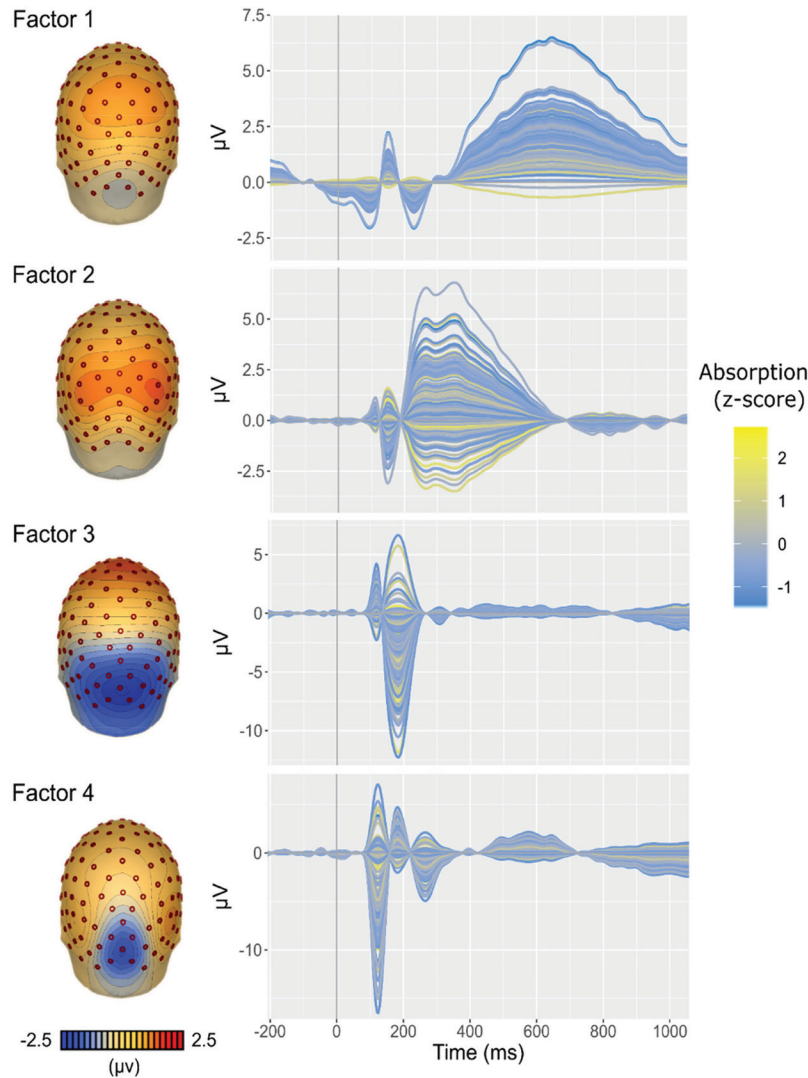 Factor 1
7.5
5.0
2.5
0.0
-2.5
µV
Factor 2
5.0
2.5
0.0
-2.5
µV
Absorption
(z-score)
2
1
0
-1
Factor 3
5
0
-5
-10
µV
Factor 4
0
-10
µV
-200 0 200 400 600 800 1000
Time (ms)
-2.5 2.5
(µv)